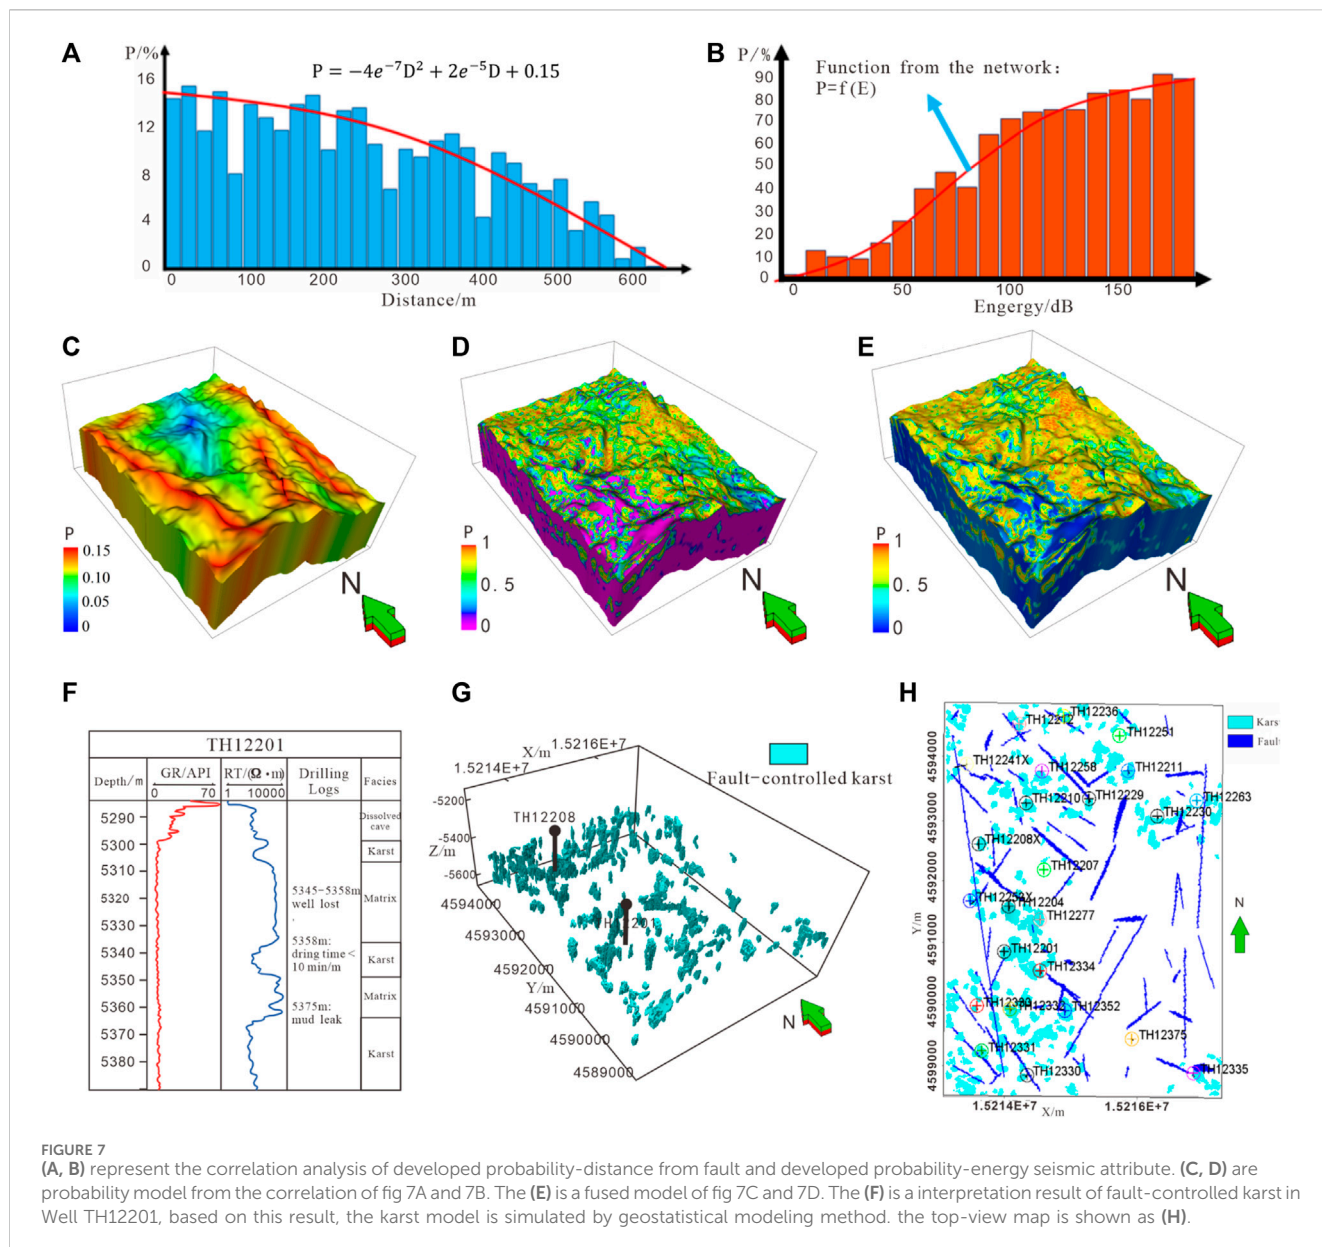 A
P/%
P = −4e⁻⁷D² + 2e⁻⁵D + 0.15
16
12
8
4
0
0 100 200 300 400 500 600
Distance/m
B
P/%
Function from the network:
P=f(E)
90
80
70
60
50
40
30
20
10
0
0 50 100 150
Engergy/dB
C
P
0.15
0.10
0.05
0
N
D
P
1
0.5
0
N
E
P
1
0.5
0
N
F
TH12201
Depth/m GR/API RT/(Ω·m) Drilling Logs Facies
0 70 1 10000
5290
5300
5310
5320
5330
5340
5350
5360
5370
5380
5345-5358m
well lost
5358m:
dring time <
10 min/m
5375m:
mud leak
Dissolved
cave
Karst
Matrix
Karst
Matrix
Karst
G
X/m
1.5214E+7
1.5216E+7
Fault-controlled karst
-5200
-5400
Z/m
-5600
TH12208
TH12201
4594000
4593000
4592000
Y/m
4591000
4590000
4589000
N
H
Karst
Fault
TH12236
TH12212
TH12251
TH12241X
TH12258
TH12211
TH12210
TH12229
TH12263
TH12230
TH12208X
TH12207
TH12204
TH12277
TH12201
TH12334
TH12332
TH12352
TH12331
TH12375
TH12330
TH12335
4594000
4593000
4592000
Y/m
4591000
4590000
4599000
1.5214E+7
X/m
1.5216E+7
N
FIGURE 7
(A, B) represent the correlation analysis of developed probability-distance from fault and developed probability-energy seismic attribute. (C, D) are
probability model from the correlation of fig 7A and 7B. The (E) is a fused model of fig 7C and 7D. The (F) is a interpretation result of fault-controlled karst in
Well TH12201, based on this result, the karst model is simulated by geostatistical modeling method. the top-view map is shown as (H).